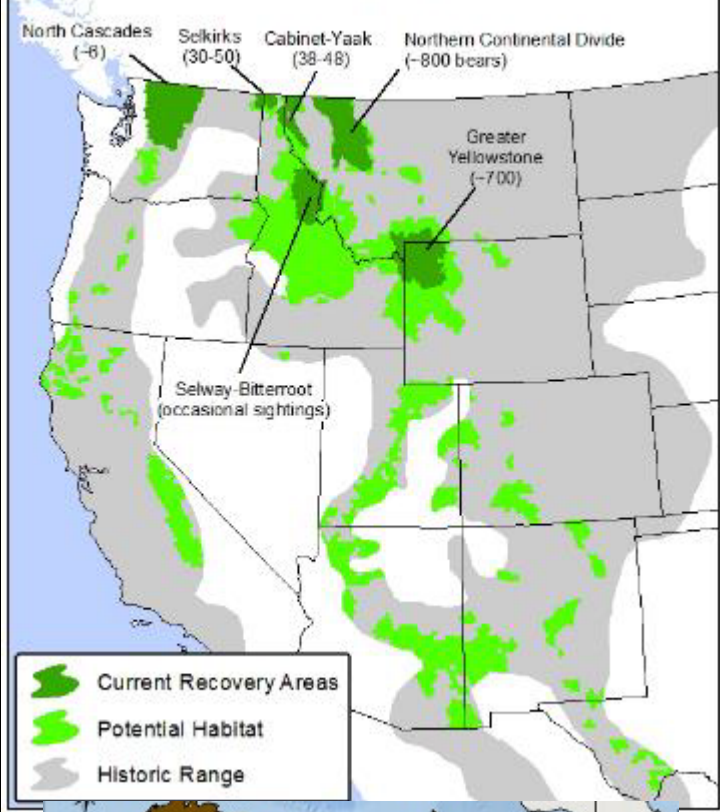 North Cascades
(~6)
Selkirks
(30-50)
Cabinet-Yaak
(38-48)
Northern Continental Divide
(~800 bears)
Greater
Yellowstone
(~700)
Selway-Bitterroot
(occasional sightings)
Current Recovery Areas
Potential Habitat
Historic Range